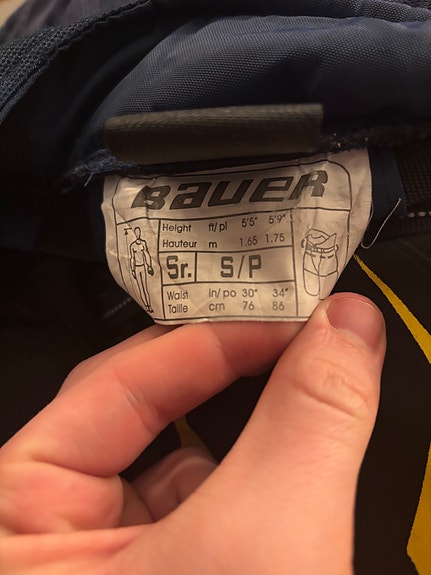 BAUER
Height ft/pl 5'5" 5'9"
Hauteur m 1.65 1.75
Sr. S/P
Waist in/po 30" 34"
Taille cm 76 86